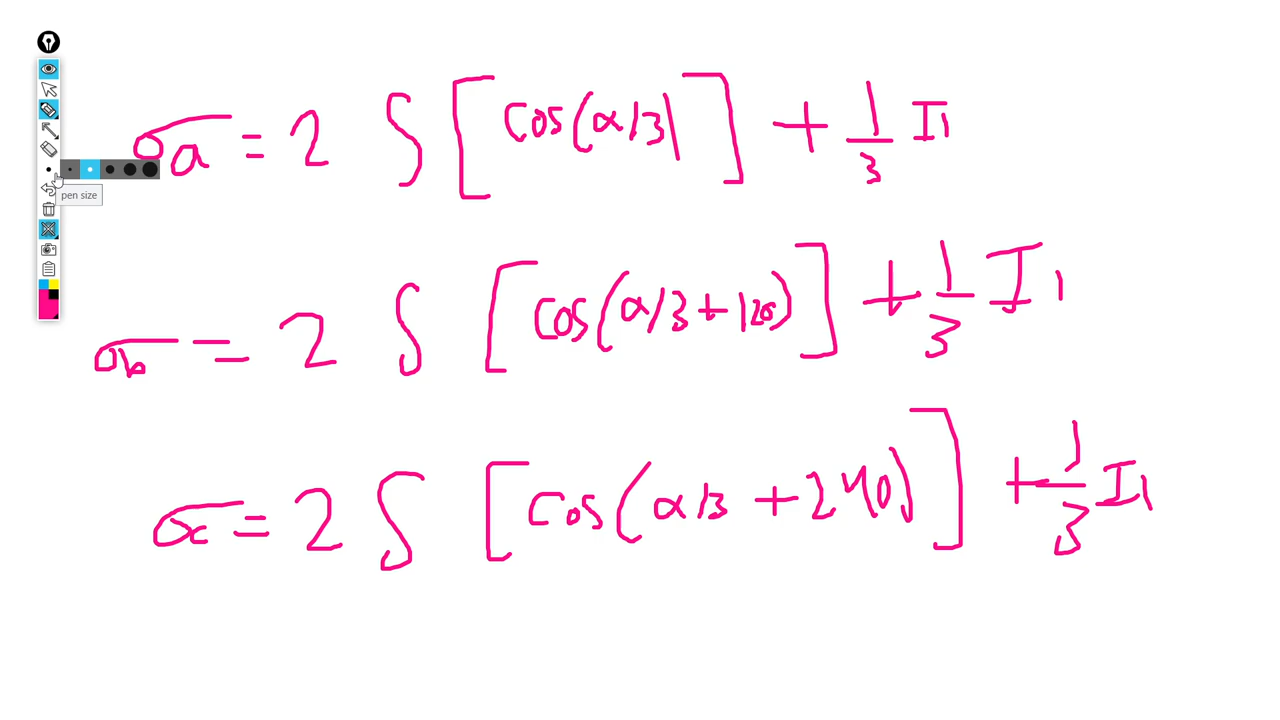 σa = 2 ∫ [cos(α/3)] + 1/3 I1
pen size
σb = 2 ∫ [cos(α/3 + 120)] + 1/3 I1
σc = 2 ∫ [cos(α/3 + 240)] + 1/3 I1